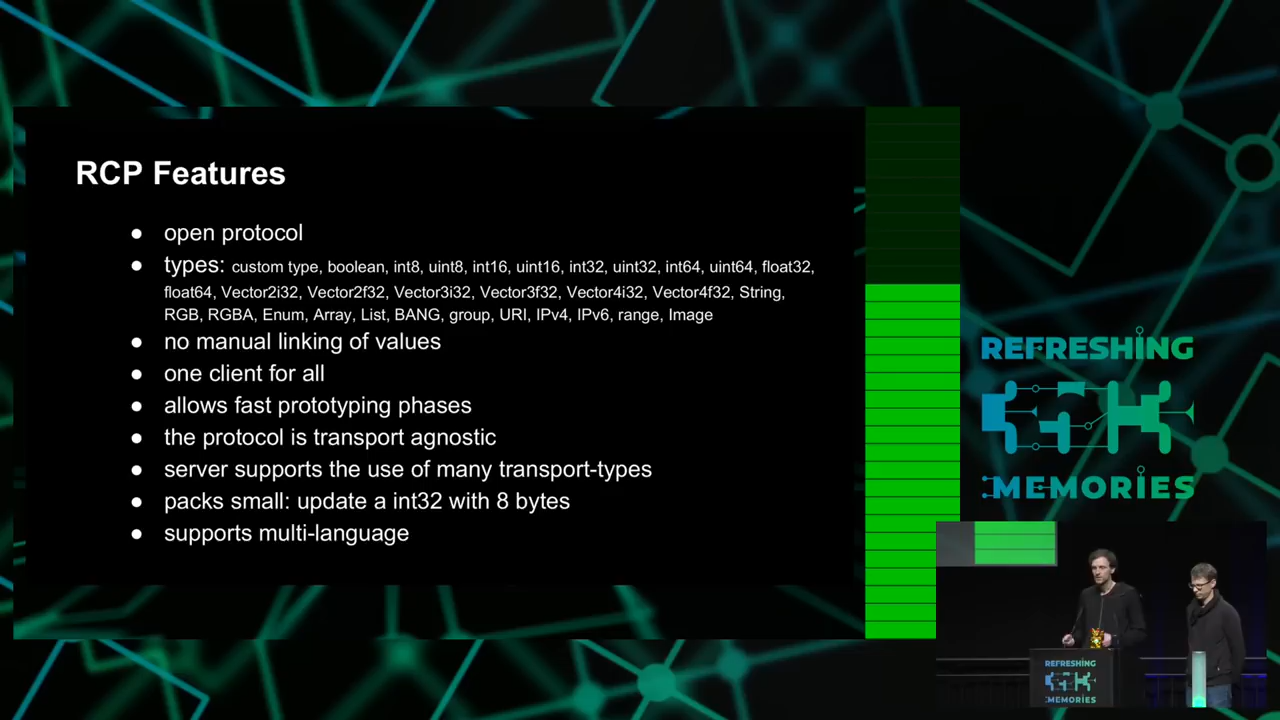 RCP Features
● open protocol
● types: custom type, boolean, int8, uint8, int16, uint16, int32, uint32, int64, uint64, float32,
float64, Vector2i32, Vector2f32, Vector3i32, Vector3f32, Vector4i32, Vector4f32, String,
RGB, RGBA, Enum, Array, List, BANG, group, URI, IPv4, IPv6, range, Image
● no manual linking of values
● one client for all
● allows fast prototyping phases
● the protocol is transport agnostic
● server supports the use of many transport-types
● packs small: update a int32 with 8 bytes
● supports multi-language
REFRESHING
MEMORIES
REFRESHING
MEMORIES